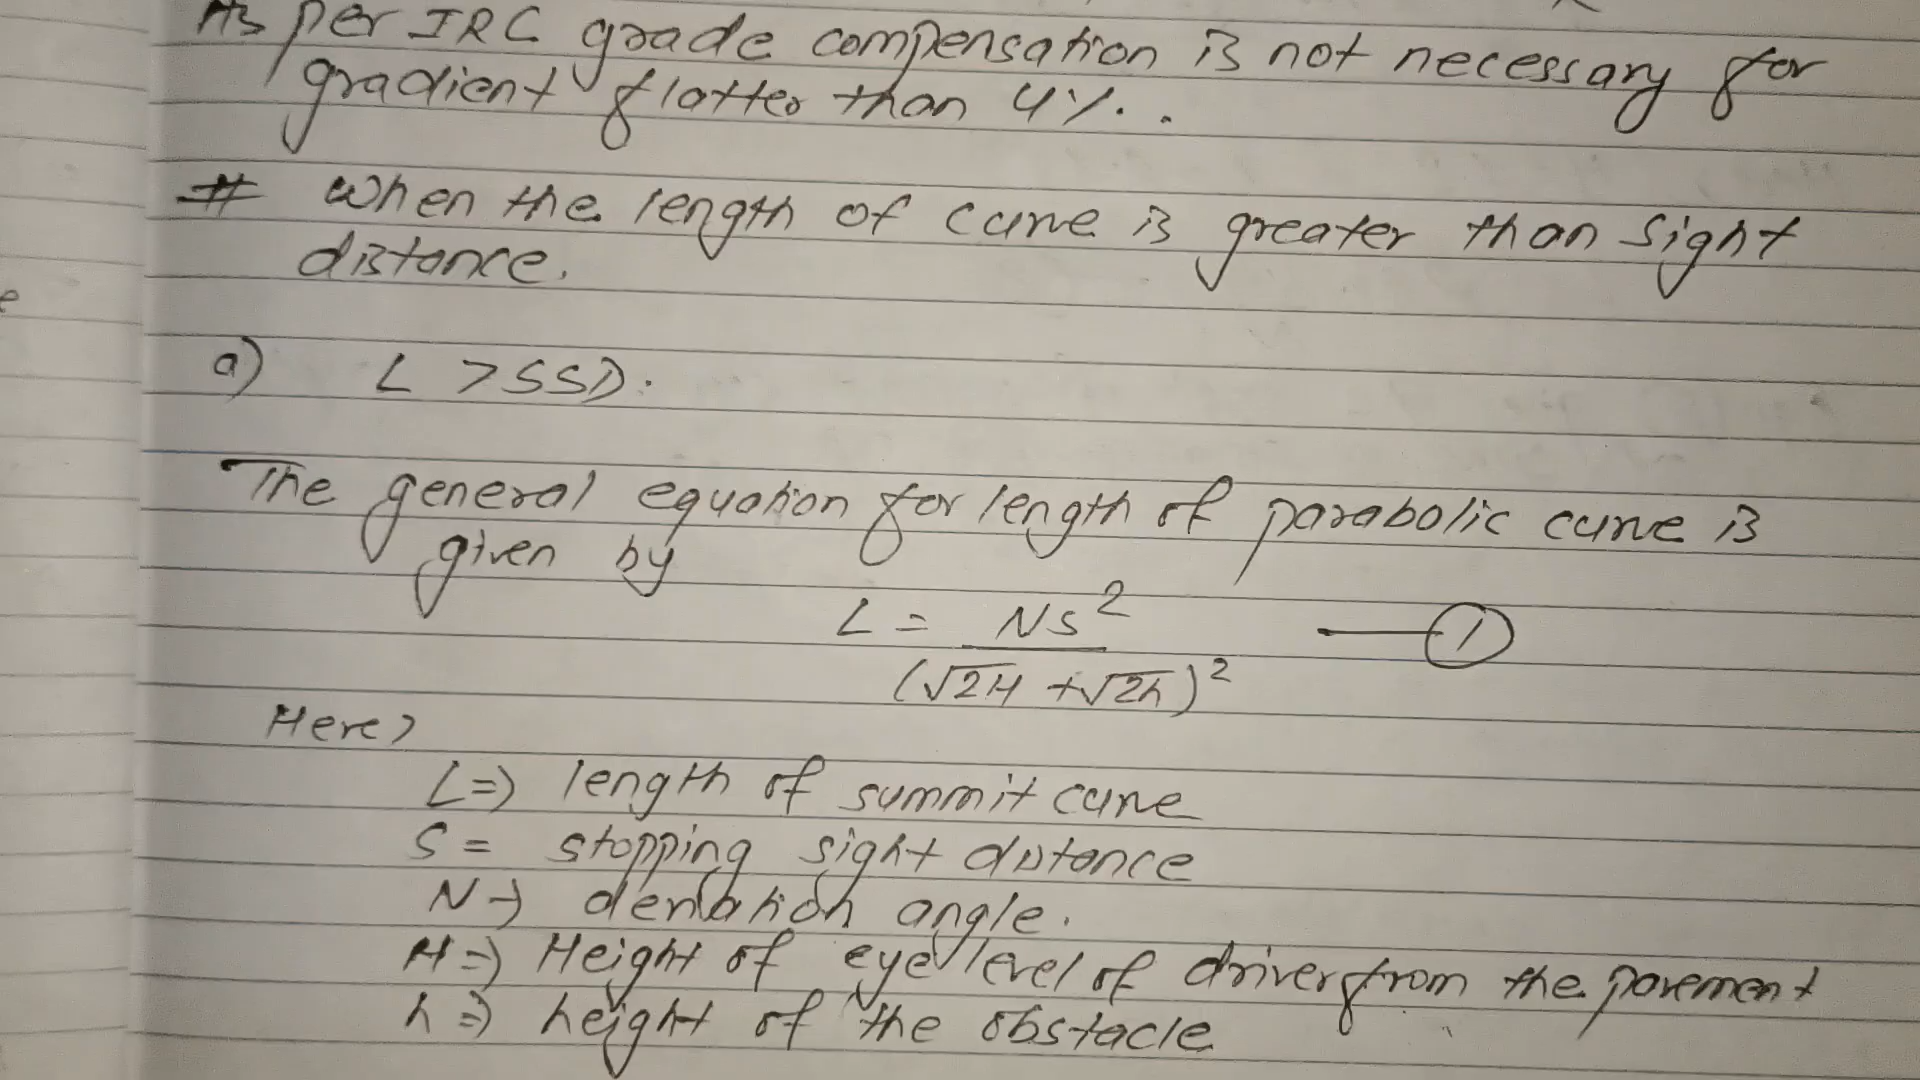 As per IRC grade compensation is not necessary for
gradient flatter than 4%.
# When the length of curve is greater than sight
distance.
a) L > SSD.
The general equation for length of parabolic curve is
given by
L = NS² — ①
(√2H + √2h)²
Here,
L => length of summit curve
S = stopping sight distance
N → deviation angle.
H => Height of eye level of driver from the pavement
h => height of the obstacle